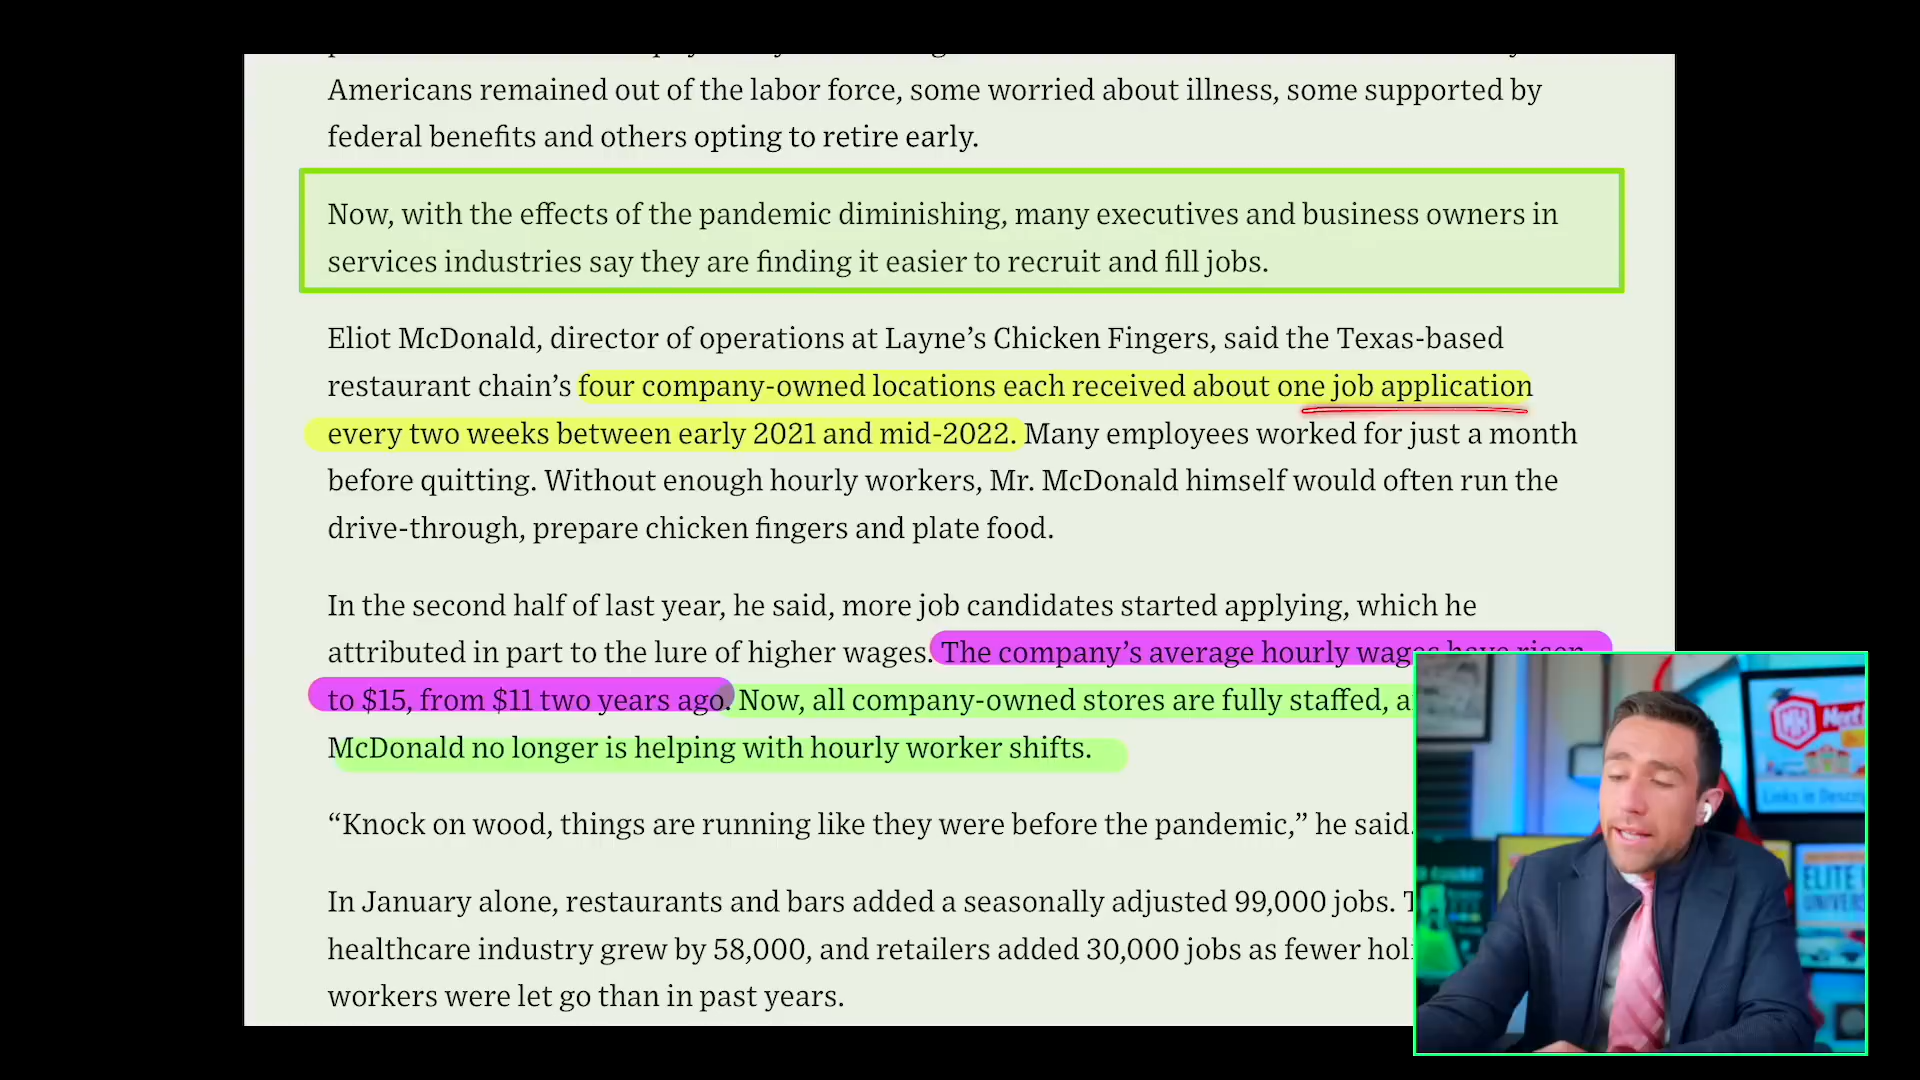 Americans remained out of the labor force, some worried about illness, some supported by
federal benefits and others opting to retire early.
Now, with the effects of the pandemic diminishing, many executives and business owners in
services industries say they are finding it easier to recruit and fill jobs.
Eliot McDonald, director of operations at Layne’s Chicken Fingers, said the Texas-based
restaurant chain’s four company-owned locations each received about one job application
every two weeks between early 2021 and mid-2022. Many employees worked for just a month
before quitting. Without enough hourly workers, Mr. McDonald himself would often run the
drive-through, prepare chicken fingers and plate food.
In the second half of last year, he said, more job candidates started applying, which he
attributed in part to the lure of higher wages. The company’s average hourly wages have risen
to $15, from $11 two years ago. Now, all company-owned stores are fully staffed,
McDonald no longer is helping with hourly worker shifts.
“Knock on wood, things are running like they were before the pandemic,” he said.
In January alone, restaurants and bars added a seasonally adjusted 99,000 jobs.
healthcare industry grew by 58,000, and retailers added 30,000 jobs as fewer
workers were let go than in past years.
Meet
Links in
ELITE